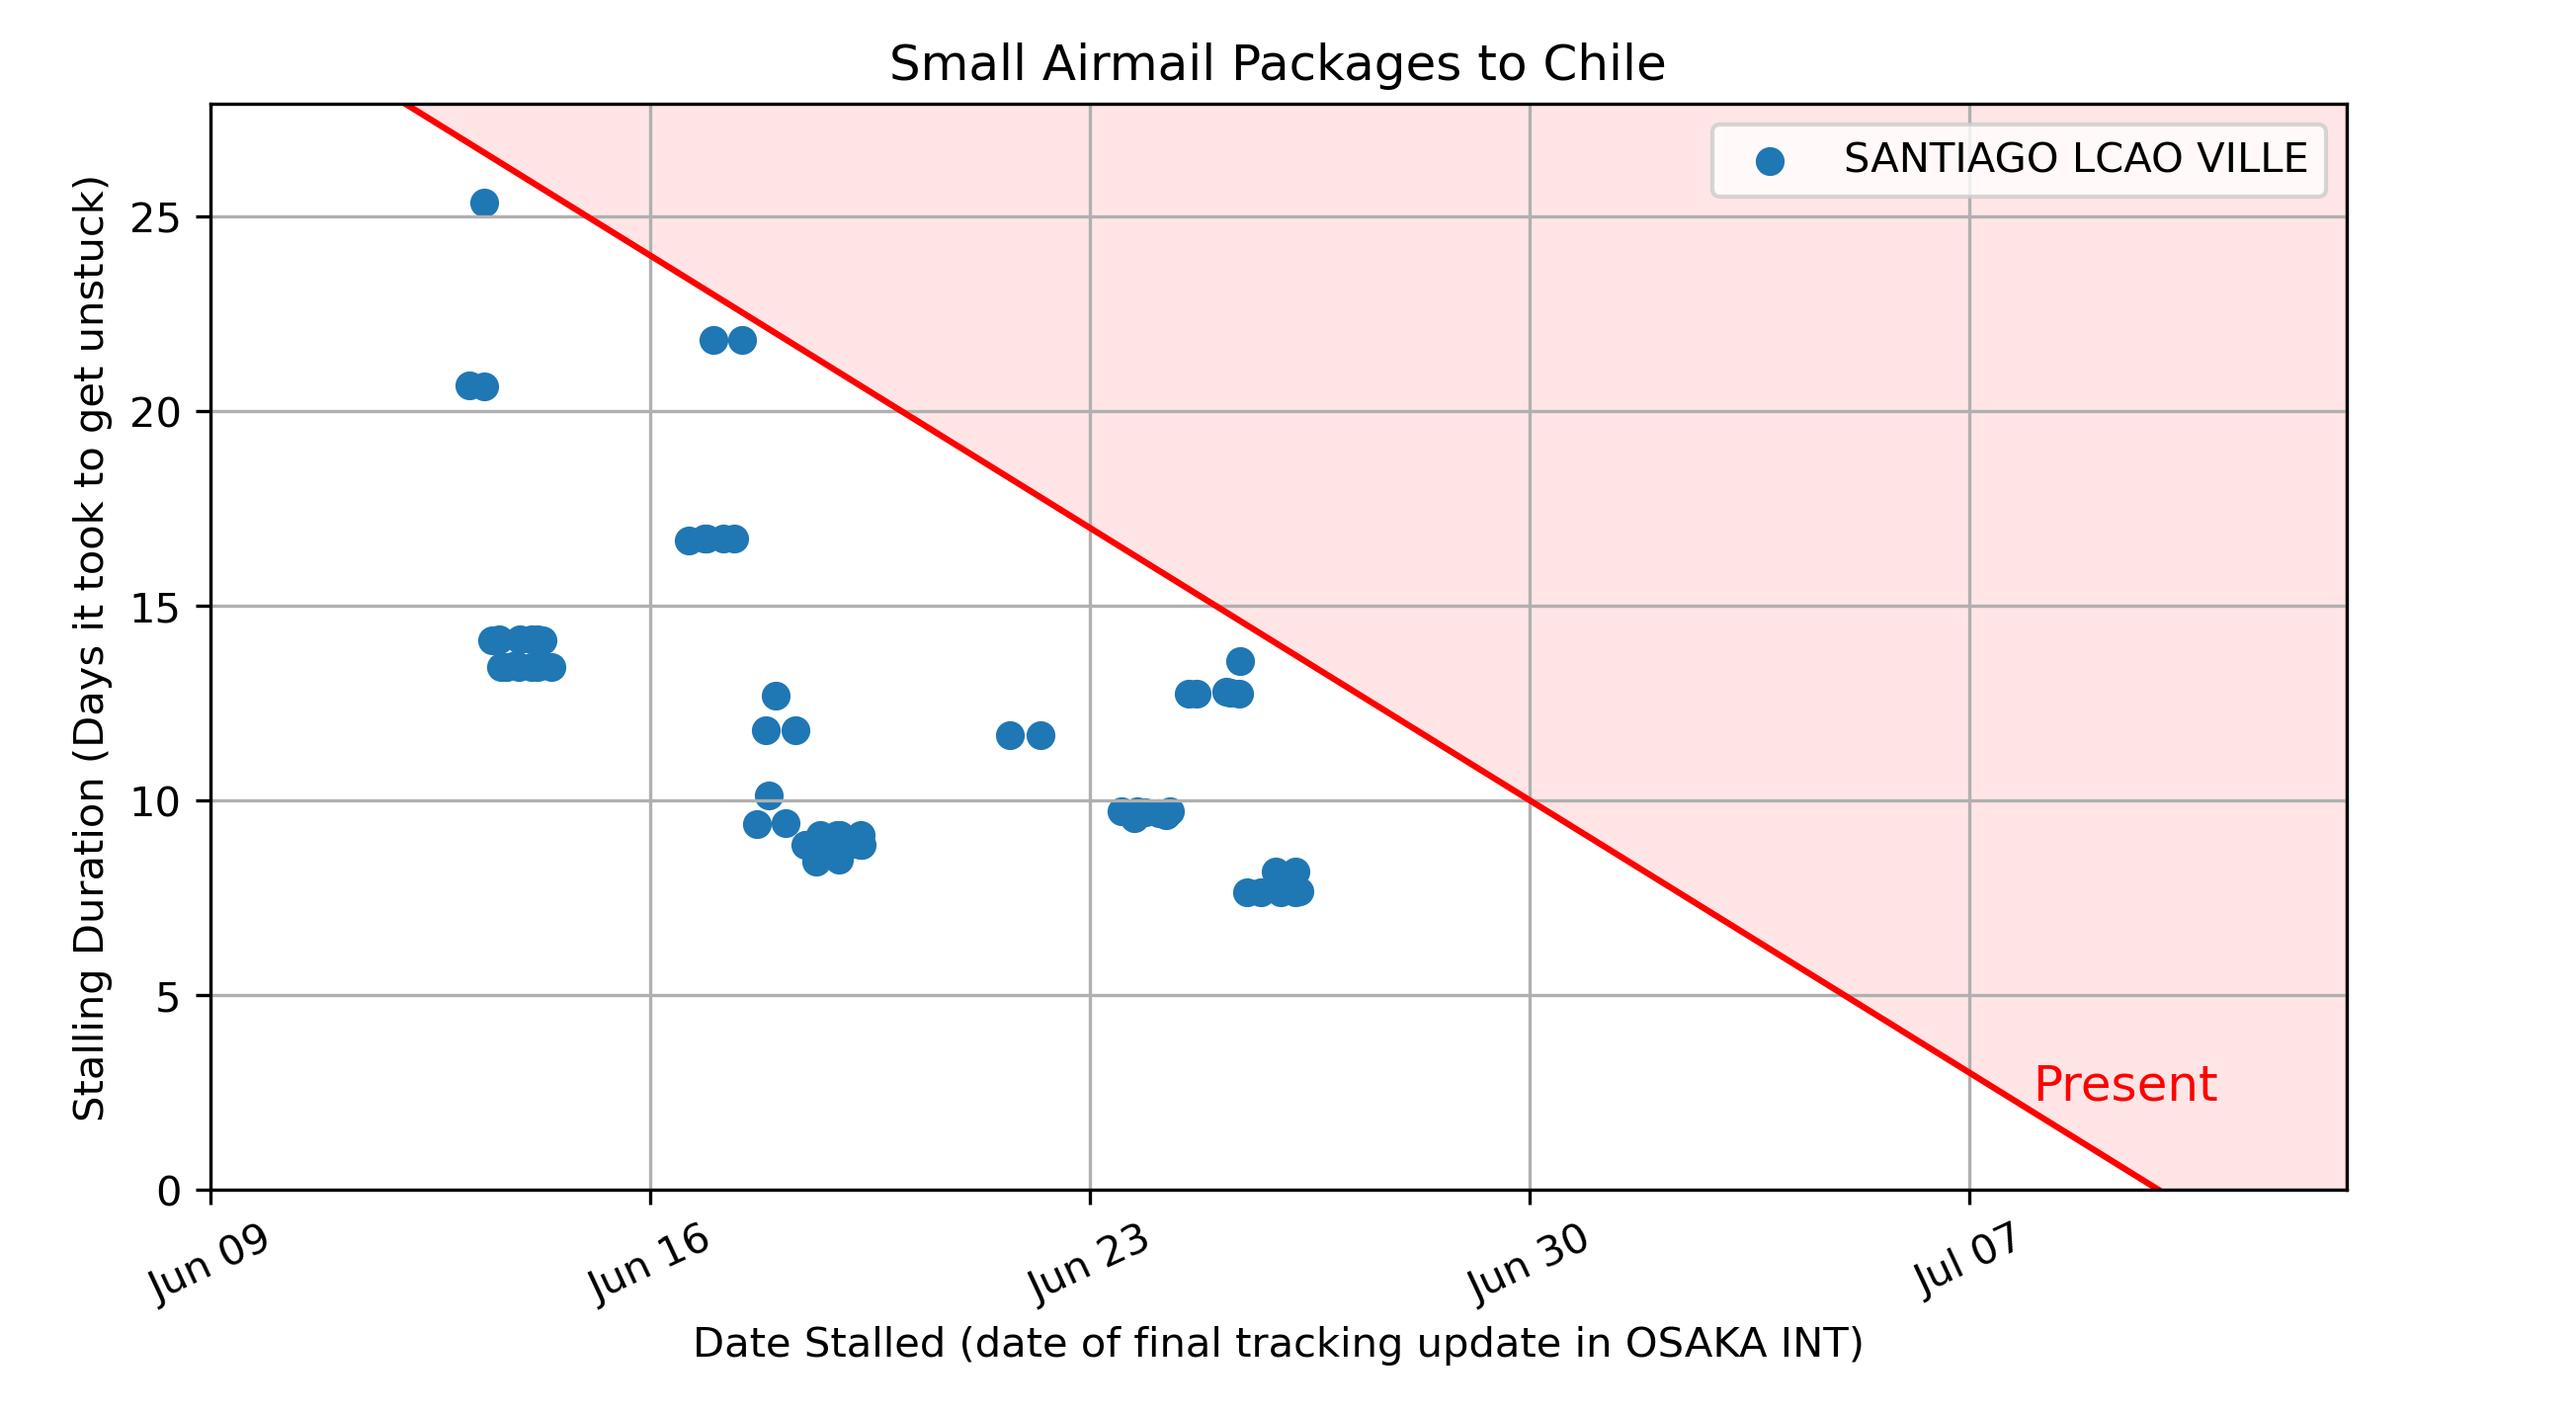 Small Airmail Packages to Chile
SANTIAGO LCAO VILLE
Stalling Duration (Days it took to get unstuck)
25
20
15
10
5
0
Present
Jun 09
Jun 16
Jun 23
Jun 30
Jul 07
Date Stalled (date of final tracking update in OSAKA INT)